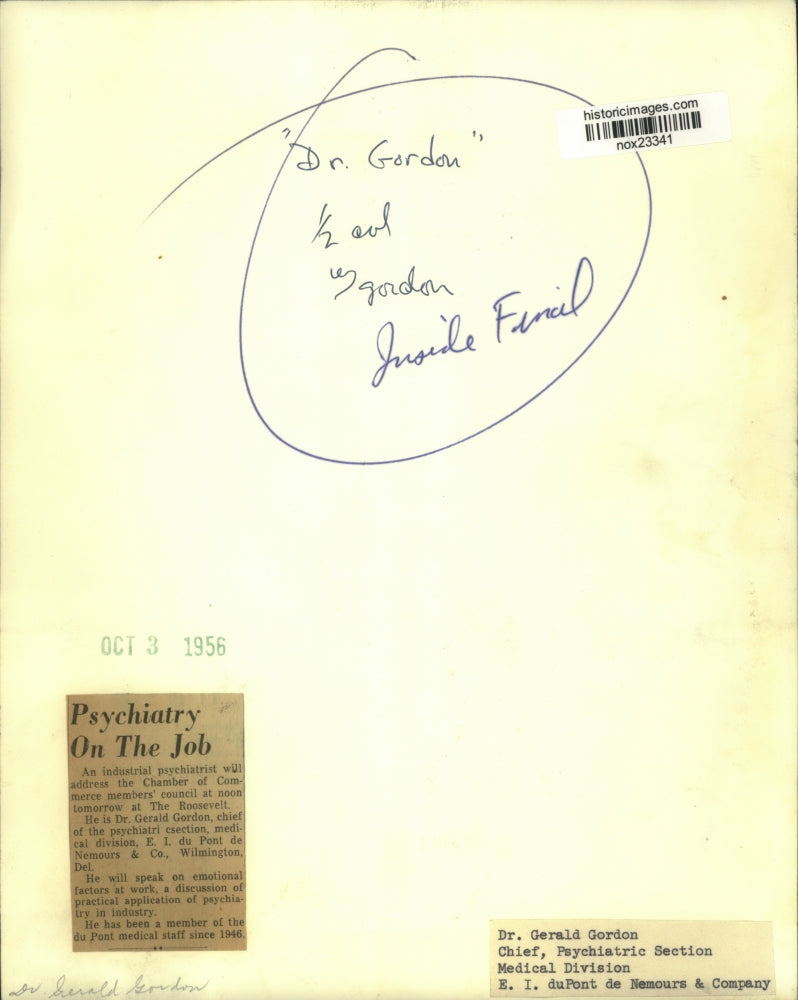 historicimages.com
nox23341
"Dr. Gordon"
1/2 col
w/ gordon
Inside Final
OCT 3 1956
Psychiatry
On The Job
An industrial psychiatrist will
address the Chamber of Com-
merce members' council at noon
tomorrow at The Roosevelt.
He is Dr. Gerald Gordon, chief
of the psychiatri csection, medi-
cal division, E. I. du Pont de
Nemours & Co., Wilmington,
Del.
He will speak on emotional
factors at work, a discussion of
practical application of psychia-
try in industry.
He has been a member of the
du Pont medical staff since 1946.
Dr. Gerald Gordon
Chief, Psychiatric Section
Medical Division
E. I. duPont de Nemours & Company
Dr. Gerald Gordon